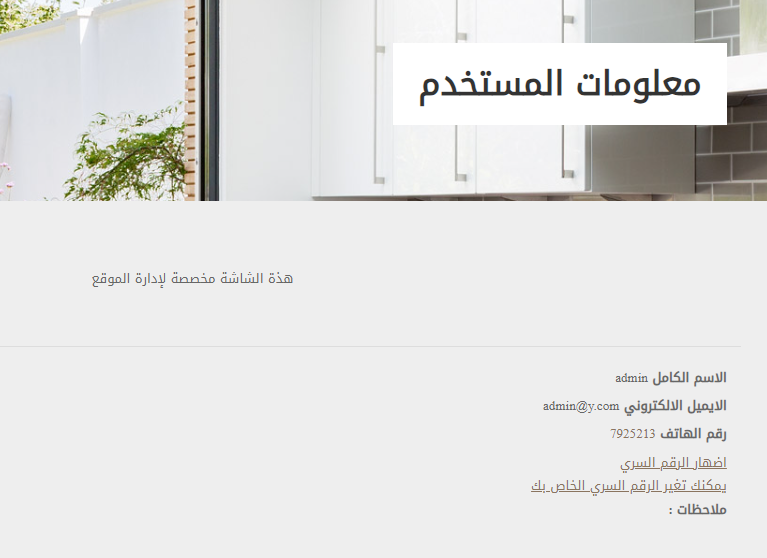 معلومات المستخدم
هذة الشاشة مخصصة لإدارة الموقع
الاسم الكامل admin
الايميل الالكتروني admin@y.com
رقم الهاتف 7925213
اضهار الرقم السري
يمكنك تغير الرقم السري الخاص بك
ملاحظات :